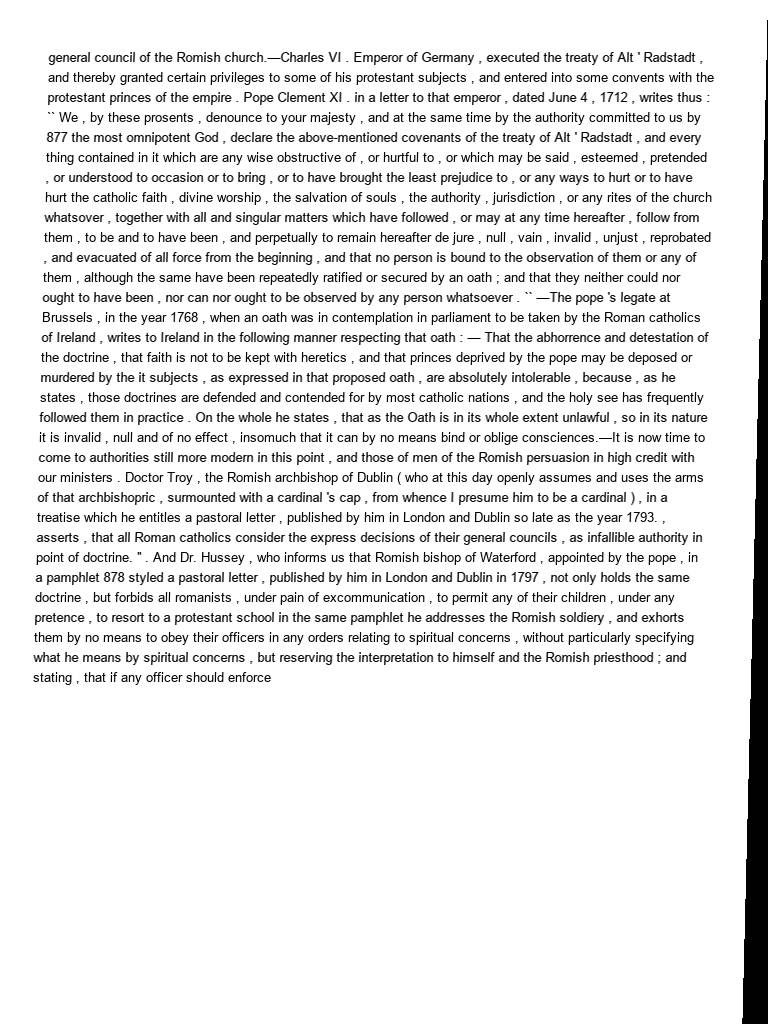 general council of the Romish church.—Charles VI . Emperor of Germany , executed the treaty of Alt ' Radstadt ,
and thereby granted certain privileges to some of his protestant subjects , and entered into some convents with the
protestant princes of the empire . Pope Clement XI . in a letter to that emperor , dated June 4 , 1712 , writes thus :
`` We , by these prosents , denounce to your majesty , and at the same time by the authority committed to us by
877 the most omnipotent God , declare the above-mentioned covenants of the treaty of Alt ' Radstadt , and every
thing contained in it which are any wise obstructive of , or hurtful to , or which may be said , esteemed , pretended
, or understood to occasion or to bring , or to have brought the least prejudice to , or any ways to hurt or to have
hurt the catholic faith , divine worship , the salvation of souls , the authority , jurisdiction , or any rites of the church
whatsover , together with all and singular matters which have followed , or may at any time hereafter , follow from
them , to be and to have been , and perpetually to remain hereafter de jure , null , vain , invalid , unjust , reprobated
, and evacuated of all force from the beginning , and that no person is bound to the observation of them or any of
them , although the same have been repeatedly ratified or secured by an oath ; and that they neither could nor
ought to have been , nor can nor ought to be observed by any person whatsoever . `` —The pope 's legate at
Brussels , in the year 1768 , when an oath was in contemplation in parliament to be taken by the Roman catholics
of Ireland , writes to Ireland in the following manner respecting that oath : — That the abhorrence and detestation of
the doctrine , that faith is not to be kept with heretics , and that princes deprived by the pope may be deposed or
murdered by the it subjects , as expressed in that proposed oath , are absolutely intolerable , because , as he
states , those doctrines are defended and contended for by most catholic nations , and the holy see has frequently
followed them in practice . On the whole he states , that as the Oath is in its whole extent unlawful , so in its nature
it is invalid , null and of no effect , insomuch that it can by no means bind or oblige consciences.—It is now time to
come to authorities still more modern in this point , and those of men of the Romish persuasion in high credit with
our ministers . Doctor Troy , the Romish archbishop of Dublin ( who at this day openly assumes and uses the arms
of that archbishopric , surmounted with a cardinal 's cap , from whence I presume him to be a cardinal ) , in a
treatise which he entitles a pastoral letter , published by him in London and Dublin so late as the year 1793. ,
asserts , that all Roman catholics consider the express decisions of their general councils , as infallible authority in
point of doctrine. " . And Dr. Hussey , who informs us that Romish bishop of Waterford , appointed by the pope , in
a pamphlet 878 styled a pastoral letter , published by him in London and Dublin in 1797 , not only holds the same
doctrine , but forbids all romanists , under pain of excommunication , to permit any of their children , under any
pretence , to resort to a protestant school in the same pamphlet he addresses the Romish soldiery , and exhorts
them by no means to obey their officers in any orders relating to spiritual concerns , without particularly specifying
what he means by spiritual concerns , but reserving the interpretation to himself and the Romish priesthood ; and
stating , that if any officer should enforce